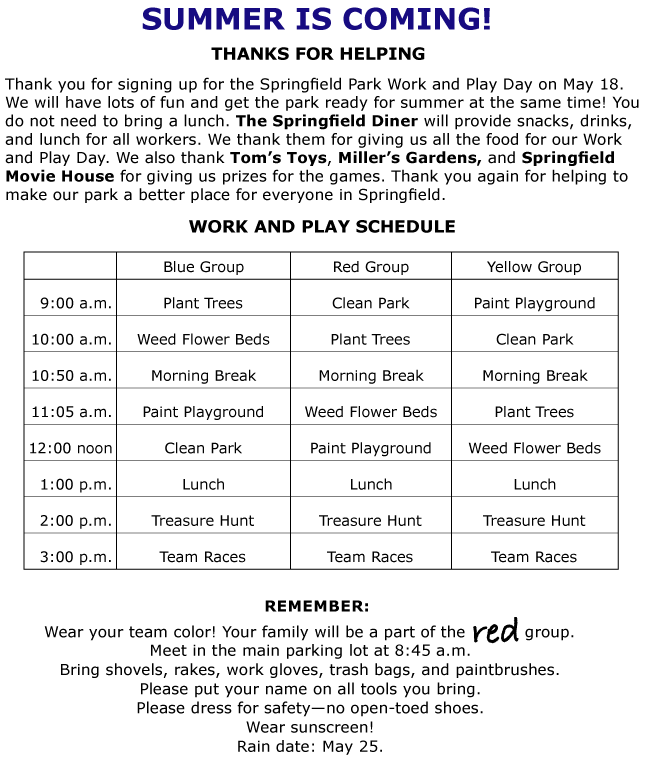 SUMMER IS COMING!
THANKS FOR HELPING
Thank you for signing up for the Springfield Park Work and Play Day on May 18.
We will have lots of fun and get the park ready for summer at the same time! You
do not need to bring a lunch. The Springfield Diner will provide snacks, drinks,
and lunch for all workers. We thank them for giving us all the food for our Work
and Play Day. We also thank Tom's Toys, Miller's Gardens, and Springfield
Movie House for giving us prizes for the games. Thank you again for helping to
make our park a better place for everyone in Springfield.
WORK AND PLAY SCHEDULE
Blue Group Red Group Yellow Group
9:00 a.m. Plant Trees Clean Park Paint Playground
10:00 a.m. Weed Flower Beds Plant Trees Clean Park
10:50 a.m. Morning Break Morning Break Morning Break
11:05 a.m. Paint Playground Weed Flower Beds Plant Trees
12:00 noon Clean Park Paint Playground Weed Flower Beds
1:00 p.m. Lunch Lunch Lunch
2:00 p.m. Treasure Hunt Treasure Hunt Treasure Hunt
3:00 p.m. Team Races Team Races Team Races
REMEMBER:
Wear your team color! Your family will be a part of the red group.
Meet in the main parking lot at 8:45 a.m.
Bring shovels, rakes, work gloves, trash bags, and paintbrushes.
Please put your name on all tools you bring.
Please dress for safety—no open-toed shoes.
Wear sunscreen!
Rain date: May 25.